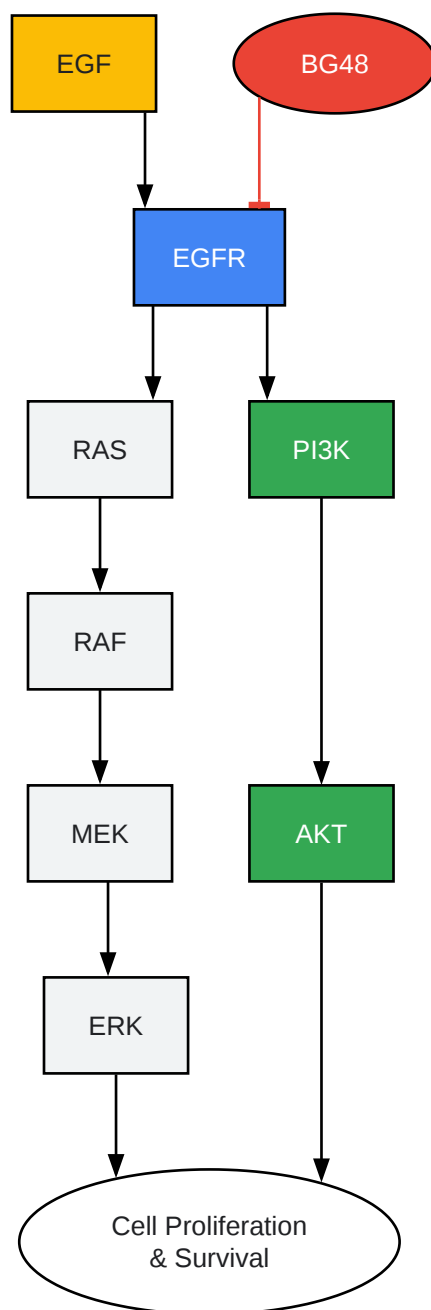 EGF
BG48
EGFR
RAS
PI3K
RAF
MEK
AKT
ERK
Cell Proliferation
& Survival